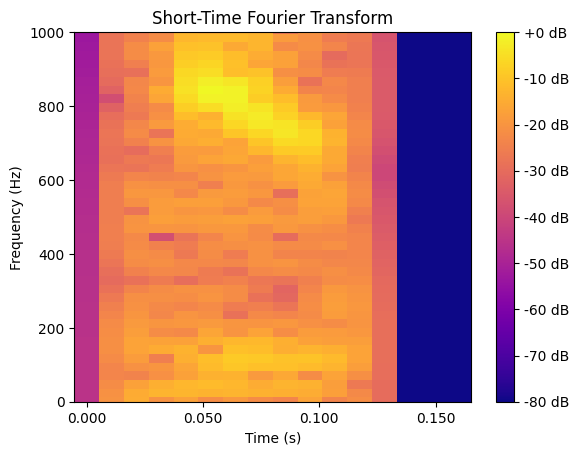 Short-Time Fourier Transform
1000
800
600
400
200
0
Frequency (Hz)
0.000
0.050
0.100
0.150
Time (s)
+0 dB
-10 dB
-20 dB
-30 dB
-40 dB
-50 dB
-60 dB
-70 dB
-80 dB